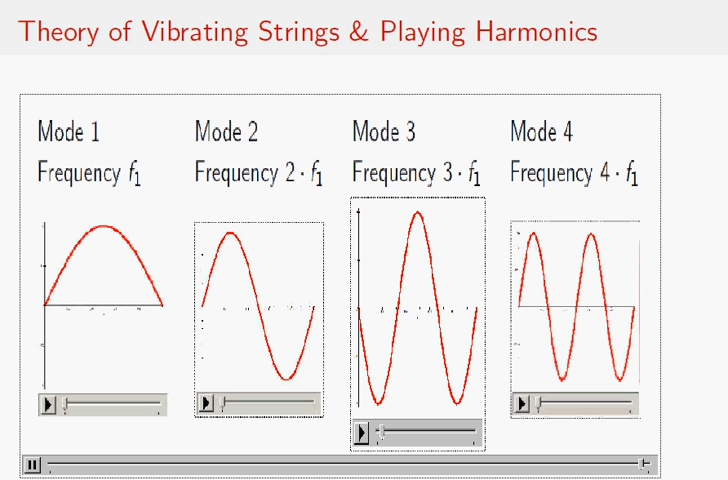 Theory of Vibrating Strings & Playing Harmonics
Mode 1
Frequency f₁
Mode 2
Frequency 2 · f₁
Mode 3
Frequency 3 · f₁
Mode 4
Frequency 4 · f₁